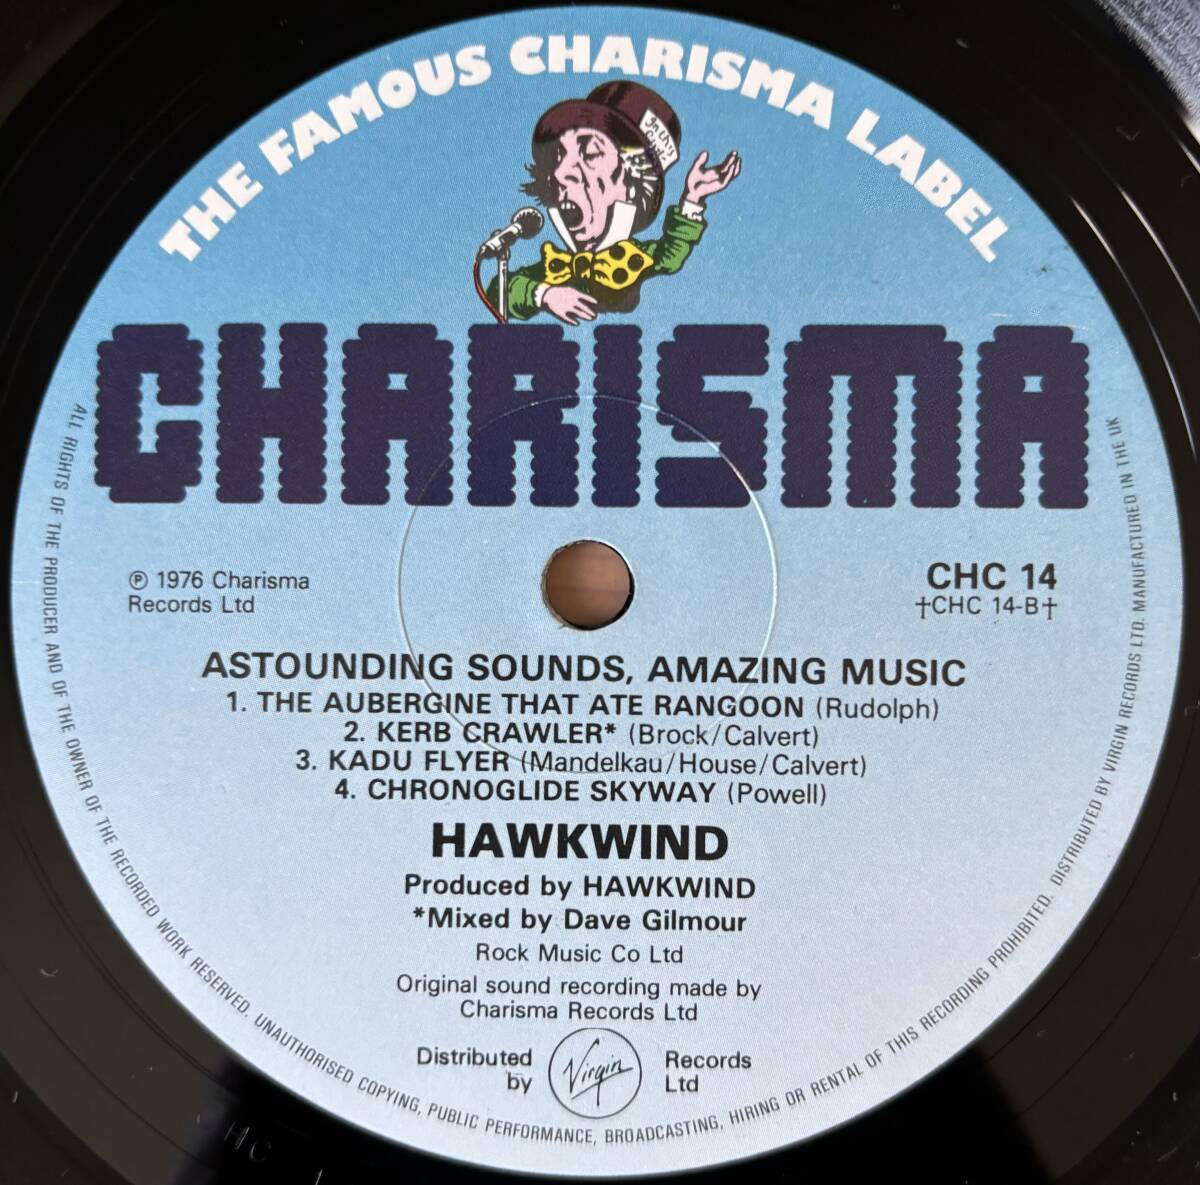 THE FAMOUS CHARISMA LABEL
In thy
CHARISMA
℗ 1976 Charisma
Records Ltd
CHC 14
†CHC 14-B†
ASTOUNDING SOUNDS, AMAZING MUSIC
1. THE AUBERGINE THAT ATE RANGOON (Rudolph)
2. KERB CRAWLER* (Brock/Calvert)
3. KADU FLYER (Mandelkau/House/Calvert)
4. CHRONOGLIDE SKYWAY (Powell)
HAWKWIND
Produced by HAWKWIND
*Mixed by Dave Gilmour
Rock Music Co Ltd
Original sound recording made by
Charisma Records Ltd
Distributed
by
Virgin
Records
Ltd
ALL RIGHTS OF THE PRODUCER AND OF THE OWNER OF THE RECORDED WORK RESERVED. UNAUTHORISED COPYING, PUBLIC PERFORMANCE, BROADCASTING, HIRING OR RENTAL OF THIS RECORDING PROHIBITED. DISTRIBUTED BY VIRGIN RECORDS LTD. MANUFACTURED IN THE UK
HC